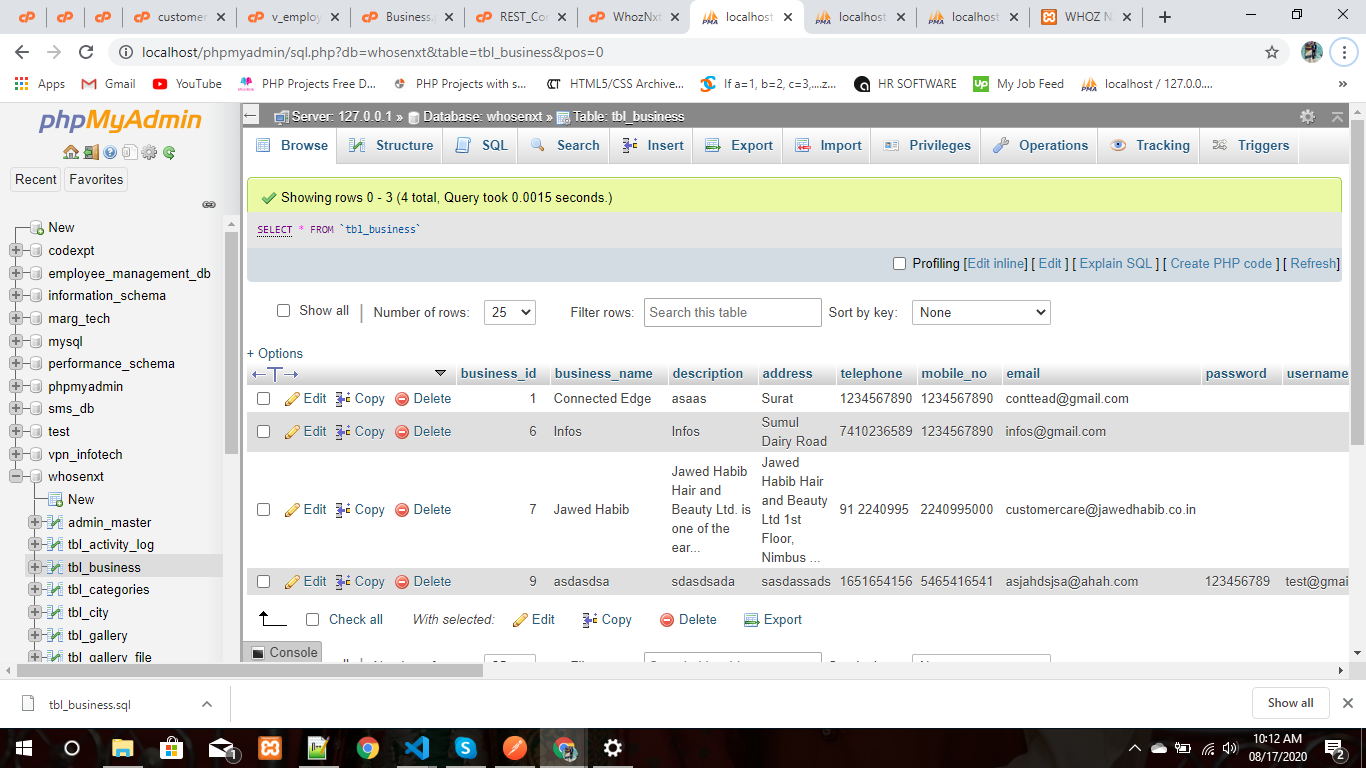 customer
v_employ
Business.
REST_Con
WhozNxt
localhost
localhost
localhost
WHOZ N
localhost/phpmyadmin/sql.php?db=whosenxt&table=tbl_business&pos=0
Apps
Gmail
YouTube
PHP Projects Free D...
PHP Projects with s...
HTML5/CSS Archive...
If a=1, b=2, c=3,....z...
HR SOFTWARE
My Job Feed
localhost / 127.0.0....
»
phpMyAdmin
Recent
Favorites
New
codexpt
employee_management_db
information_schema
marg_tech
mysql
performance_schema
phpmyadmin
sms_db
test
vpn_infotech
whosenxt
New
admin_master
tbl_activity_log
tbl_business
tbl_categories
tbl_city
tbl_gallery
tbl_gallery_file
Server: 127.0.0.1 » Database: whosenxt » Table: tbl_business
Browse Structure SQL Search Insert Export Import Privileges Operations Tracking Triggers
Showing rows 0 - 3 (4 total, Query took 0.0015 seconds.)
SELECT * FROM `tbl_business`
Profiling [Edit inline] [ Edit ] [ Explain SQL ] [ Create PHP code ] [ Refresh]
Show all | Number of rows: 25 Filter rows: Search this table Sort by key: None
+ Options
business_id business_name description address telephone mobile_no email password username
Edit Copy Delete 1 Connected Edge asaas Surat 1234567890 1234567890 conttead@gmail.com
Edit Copy Delete 6 Infos Infos
Sumul
Dairy Road
7410236589 1234567890 infos@gmail.com
Edit Copy Delete 7 Jawed Habib
Jawed Habib
Hair and
Beauty Ltd. is
one of the
ear...
Jawed
Habib Hair
and Beauty
Ltd 1st
Floor,
Nimbus ...
91 2240995 2240995000 customercare@jawedhabib.co.in
Edit Copy Delete 9 asdasdsa sdasdsada sasdassads 1651654156 5465416541 asjahdsjsa@ahah.com 123456789 test@gmai
Check all With selected: Edit Copy Delete Export
Console
tbl_business.sql
Show all
1
10:12 AM
08/17/2020
2